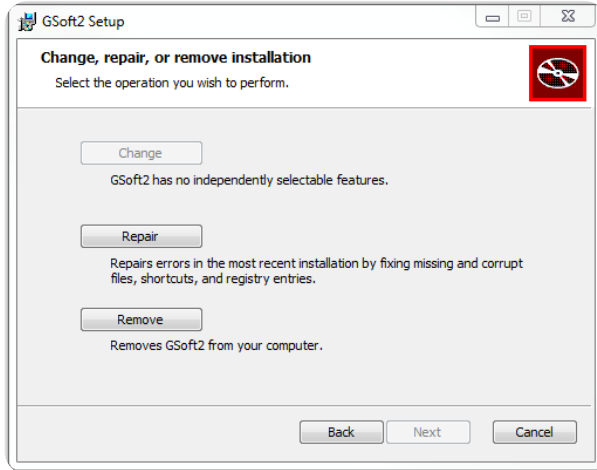 GSoft2 Setup
Change, repair, or remove installation
Select the operation you wish to perform.
Change
GSoft2 has no independently selectable features.
Repair
Repairs errors in the most recent installation by fixing missing and corrupt
files, shortcuts, and registry entries.
Remove
Removes GSoft2 from your computer.
Back Next Cancel